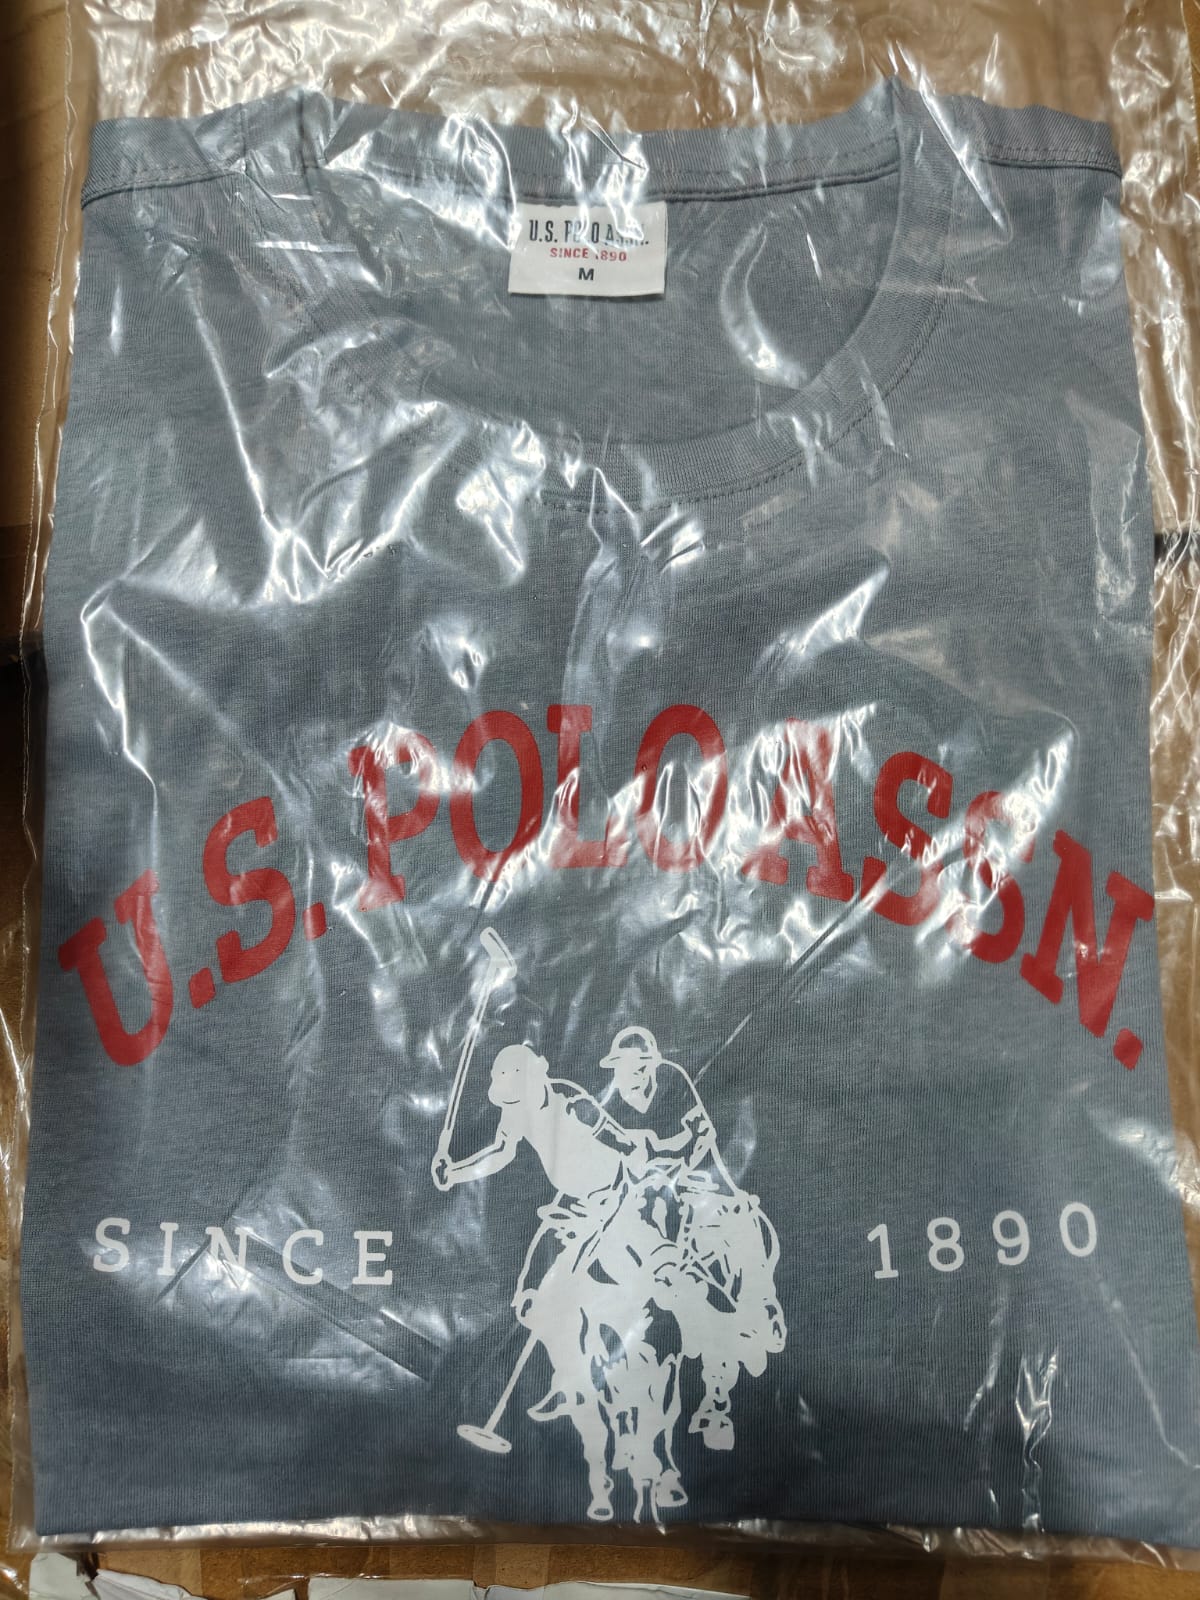 U.S. POLO ASSN.
SINCE 1890
M
U.S. POLO ASSN.
SINCE 1890